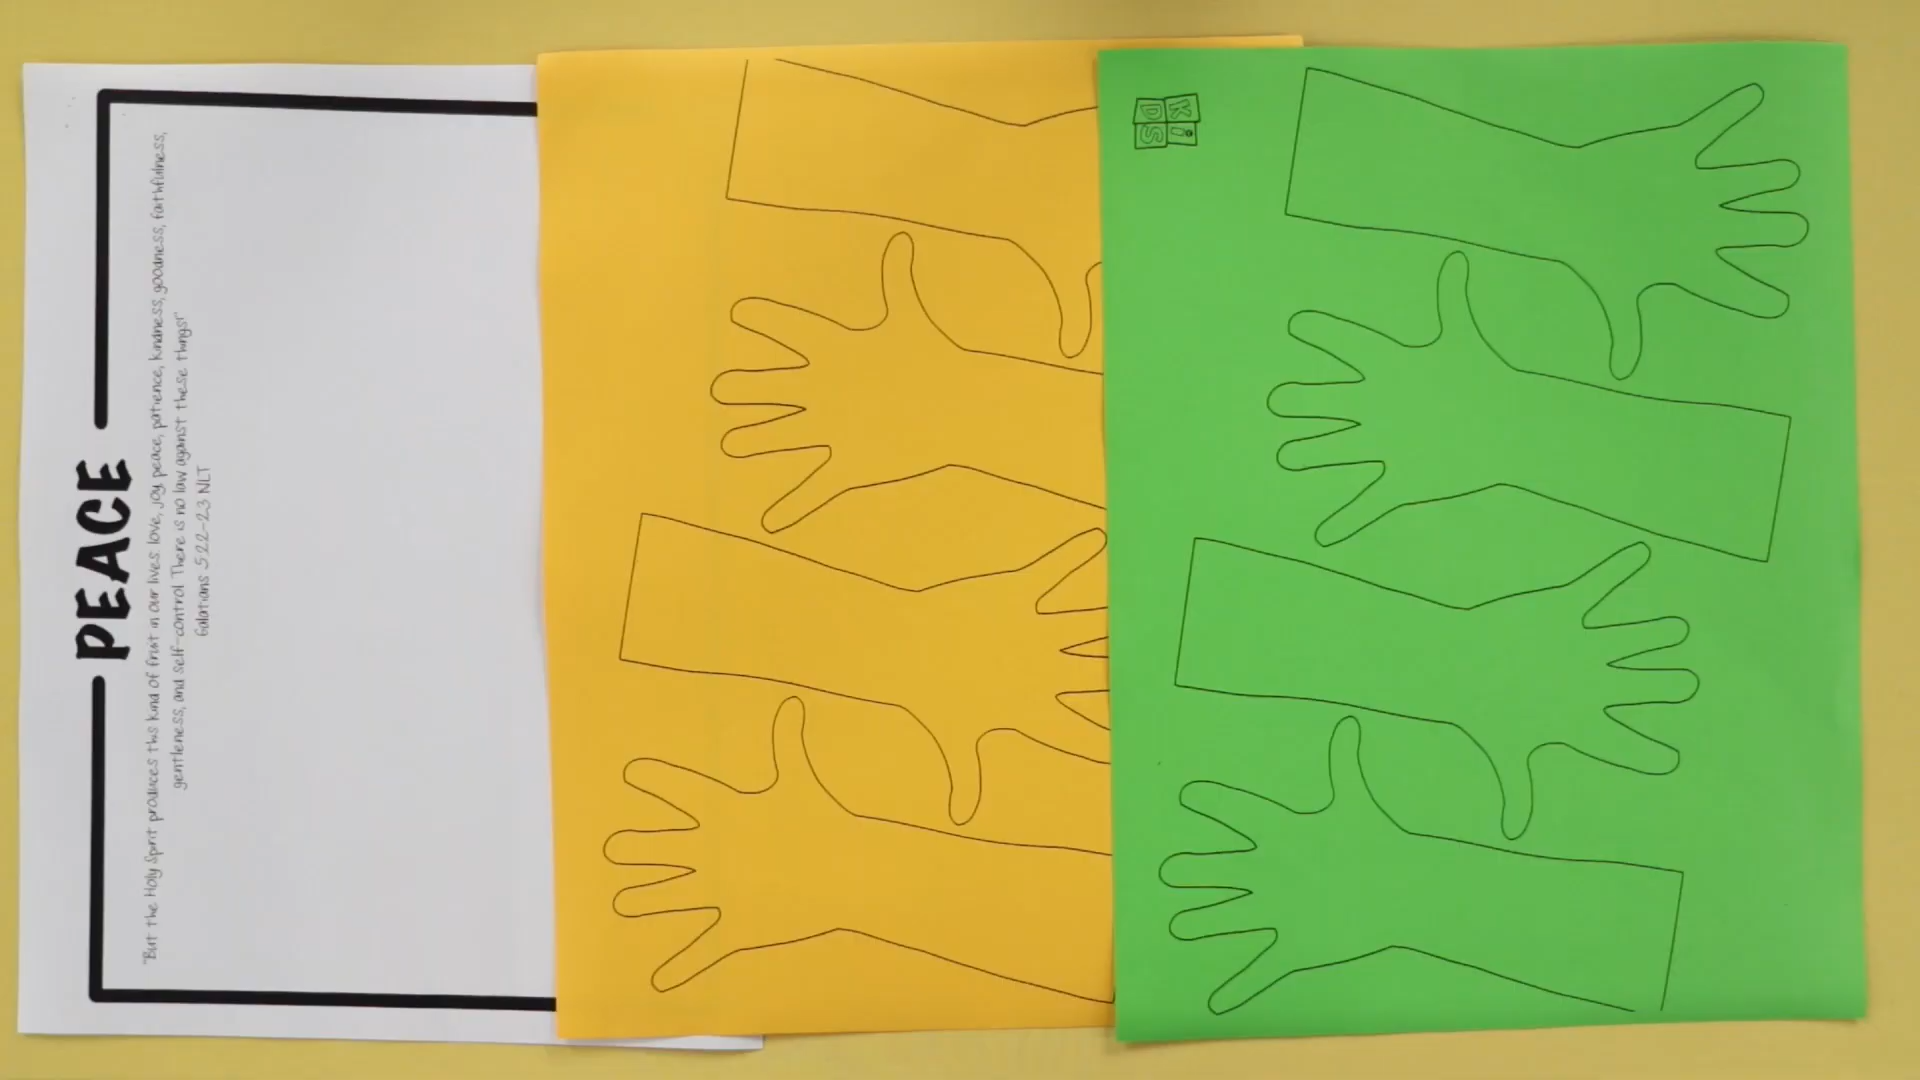 PEACE
"But the Holy Spirit produces this kind of fruit in our lives: love, joy, peace, patience, kindness, goodness, faithfulness,
gentleness, and self-control. There is no law against these things!"
Galatians 5:22-23 NLT
KiDS